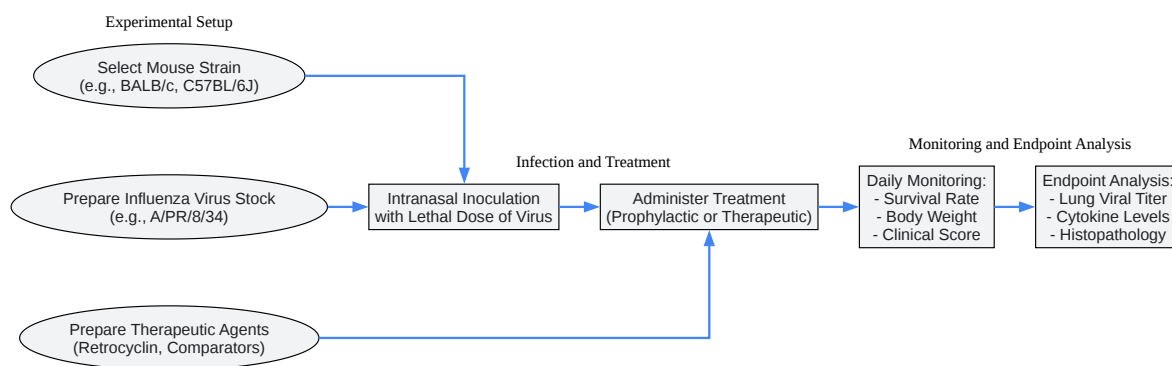 Experimental Setup
Select Mouse Strain
(e.g., BALB/c, C57BL/6J)
Prepare Influenza Virus Stock
(e.g., A/PR/8/34)
Prepare Therapeutic Agents
(Retrocyclin, Comparators)
Infection and Treatment
Intranasal Inoculation
with Lethal Dose of Virus
Administer Treatment
(Prophylactic or Therapeutic)
Monitoring and Endpoint Analysis
Daily Monitoring:
- Survival Rate
- Body Weight
- Clinical Score
Endpoint Analysis:
- Lung Viral Titer
- Cytokine Levels
- Histopathology